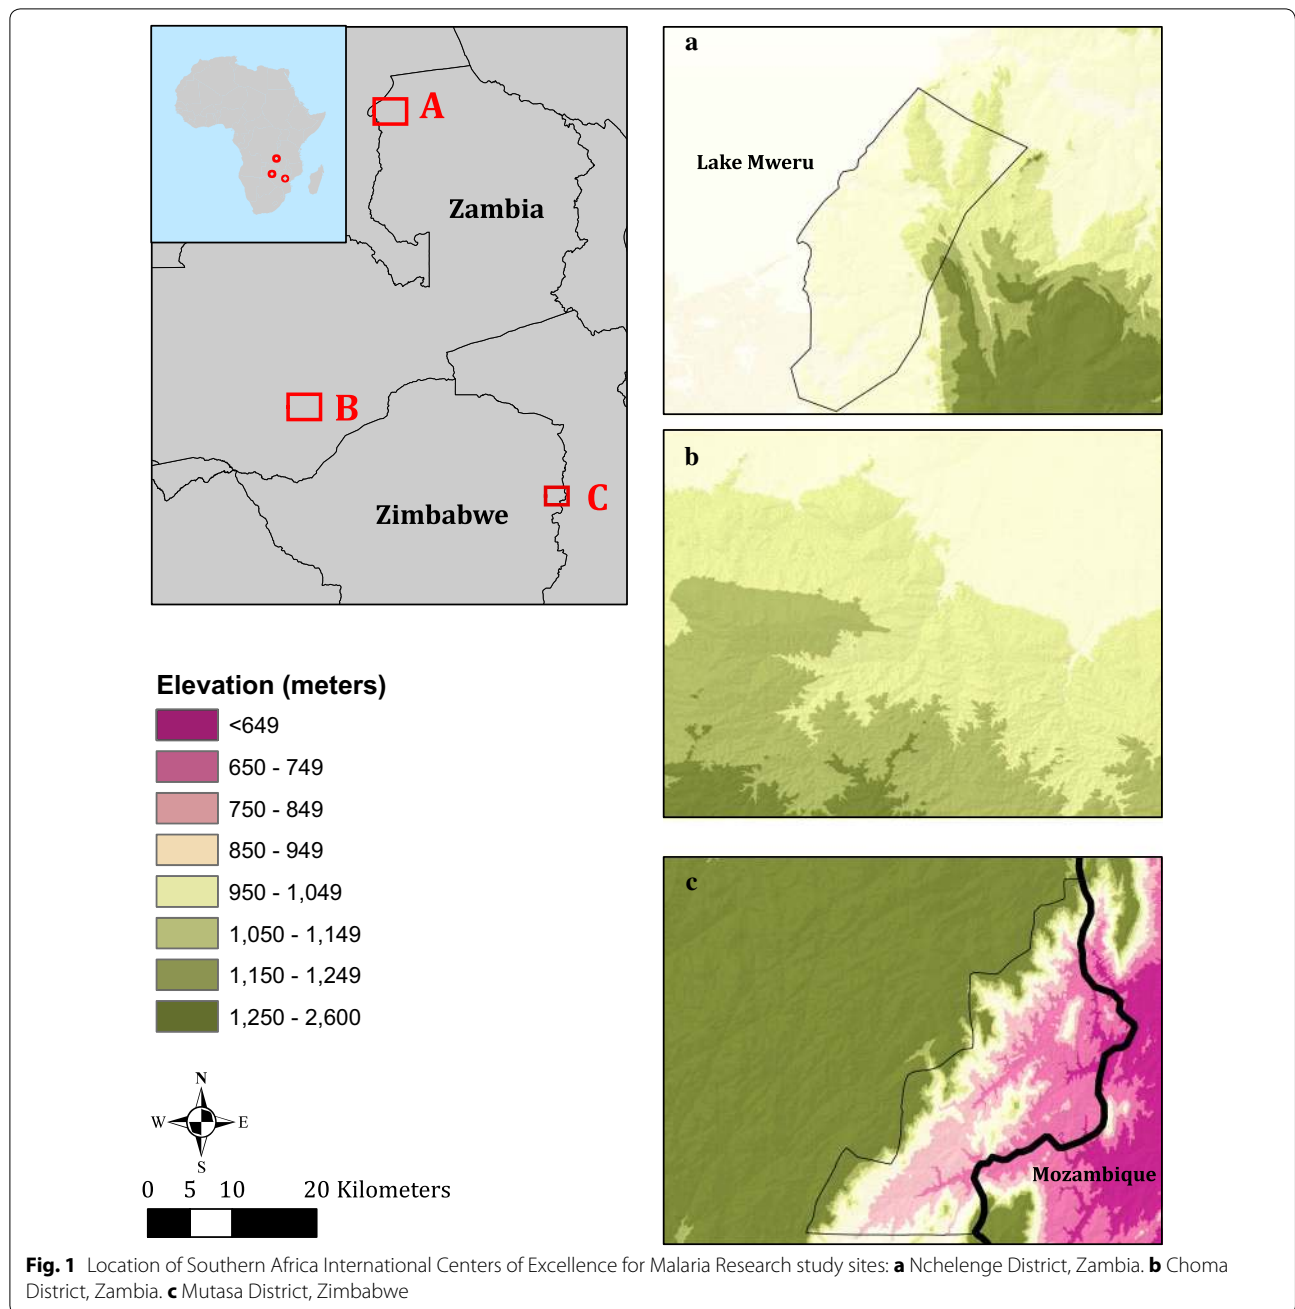 A
Zambia
B
Zimbabwe
C
a
Lake Mweru
b
c
Mozambique
Elevation (meters)
<649
650 - 749
750 - 849
850 - 949
950 - 1,049
1,050 - 1,149
1,150 - 1,249
1,250 - 2,600
N
W E
S
0 5 10 20 Kilometers
Fig. 1 Location of Southern Africa International Centers of Excellence for Malaria Research study sites: a Nchelenge District, Zambia. b Choma
District, Zambia. c Mutasa District, Zimbabwe